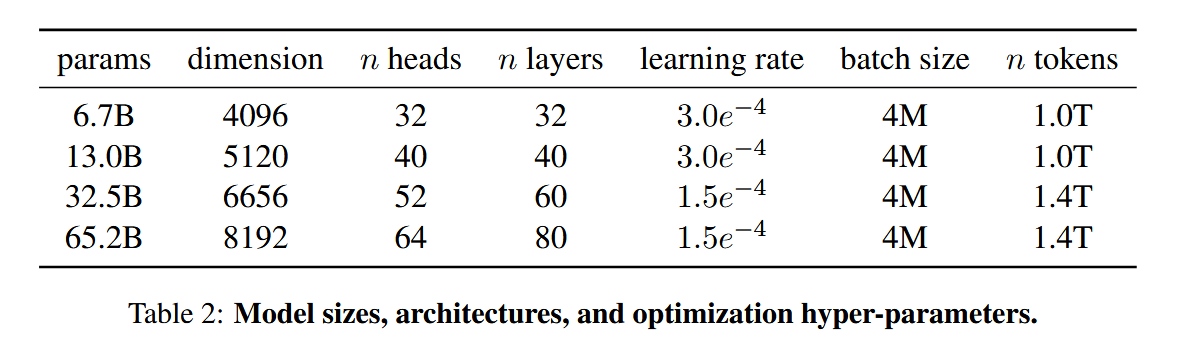 params dimension n heads n layers learning rate batch size n tokens
6.7B 4096 32 32 3.0e⁻⁴ 4M 1.0T
13.0B 5120 40 40 3.0e⁻⁴ 4M 1.0T
32.5B 6656 52 60 1.5e⁻⁴ 4M 1.4T
65.2B 8192 64 80 1.5e⁻⁴ 4M 1.4T
Table 2: Model sizes, architectures, and optimization hyper-parameters.